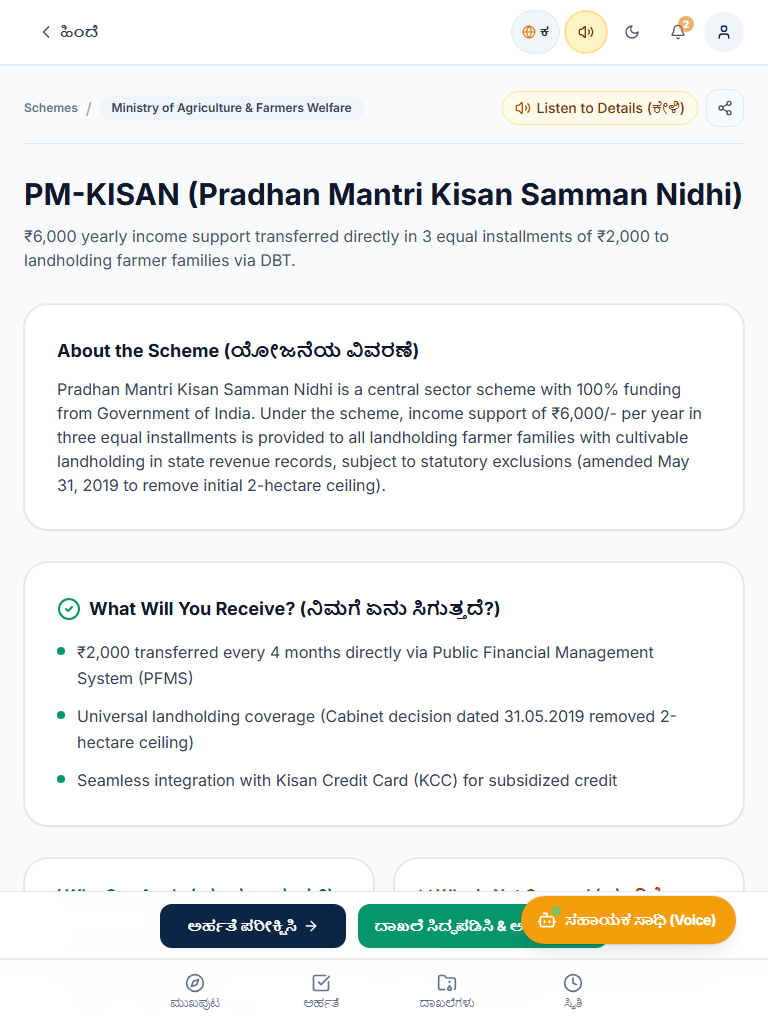 ಹಿಂದೆ
ಕ
2
Schemes / Ministry of Agriculture & Farmers Welfare
Listen to Details (ಕೇಳಿ)
PM-KISAN (Pradhan Mantri Kisan Samman Nidhi)
₹6,000 yearly income support transferred directly in 3 equal installments of ₹2,000 to
landholding farmer families via DBT.
About the Scheme (ಯೋಜನೆಯ ವಿವರಣೆ)
Pradhan Mantri Kisan Samman Nidhi is a central sector scheme with 100% funding
from Government of India. Under the scheme, income support of ₹6,000/- per year in
three equal installments is provided to all landholding farmer families with cultivable
landholding in state revenue records, subject to statutory exclusions (amended May
31, 2019 to remove initial 2-hectare ceiling).
What Will You Receive? (ನಿಮಗೆ ಏನು ಸಿಗುತ್ತದೆ?)
₹2,000 transferred every 4 months directly via Public Financial Management
System (PFMS)
Universal landholding coverage (Cabinet decision dated 31.05.2019 removed 2-
hectare ceiling)
Seamless integration with Kisan Credit Card (KCC) for subsidized credit
ಅರ್ಹತೆ ಪರೀಕ್ಷಿಸಿ →
ದಾಖಲೆ ಸಿದ್ಧಪಡಿಸಿ &
ಸಹಾಯಕ ಸಾಥಿ (Voice)
ಮುಖಪುಟ
ಅರ್ಹತೆ
ದಾಖಲೆಗಳು
ಸ್ಥಿತಿ